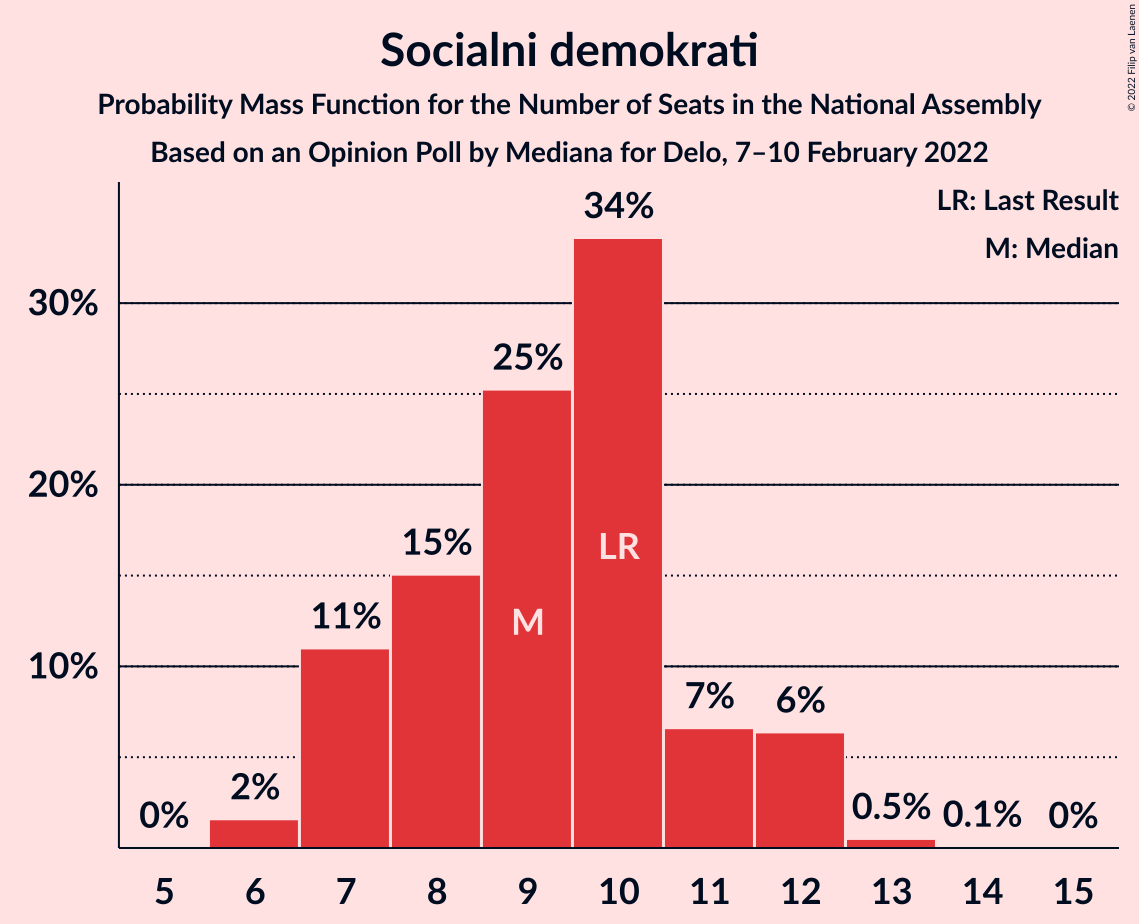 Socialni demokrati
Probability Mass Function for the Number of Seats in the National Assembly
Based on an Opinion Poll by Mediana for Delo, 7–10 February 2022
© 2022 Filip van Laenen
LR: Last Result
M: Median
34%
30%
25%
20%
15%
LR
11%
M
10%
7%
6%
2%
0%
0.5%
0.1%
0%
5 6 7 8 9 10 11 12 13 14 15